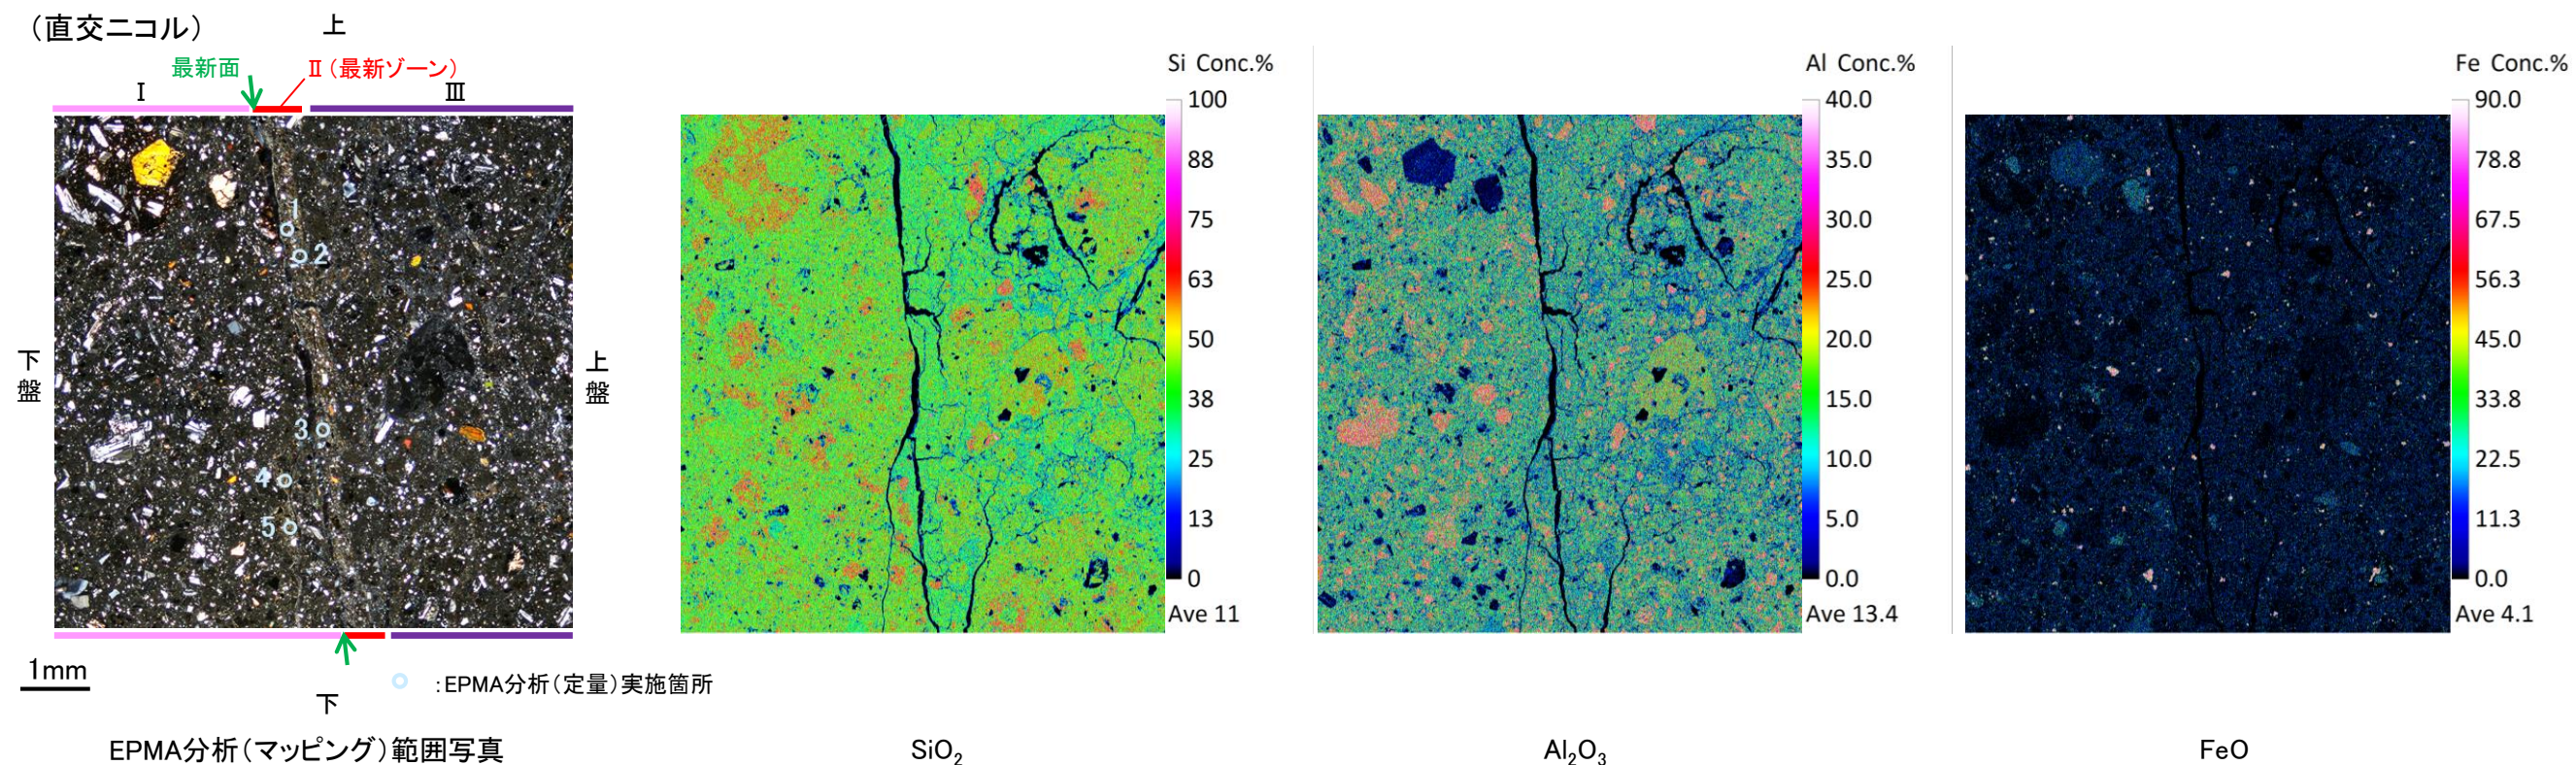 （直交ニコル）
上
最新面
Ⅱ（最新ゾーン）
Ⅰ
Ⅲ
下盤
上盤
1
2
3
4
5
1mm
：EPMA分析（定量）実施箇所
下
EPMA分析（マッピング）範囲写真
Si Conc.%
100
88
75
63
50
38
25
13
0
Ave 11
SiO₂
Al Conc.%
40.0
35.0
30.0
25.0
20.0
15.0
10.0
5.0
0.0
Ave 13.4
Al₂O₃
Fe Conc.%
90.0
78.8
67.5
56.3
45.0
33.8
22.5
11.3
0.0
Ave 4.1
FeO